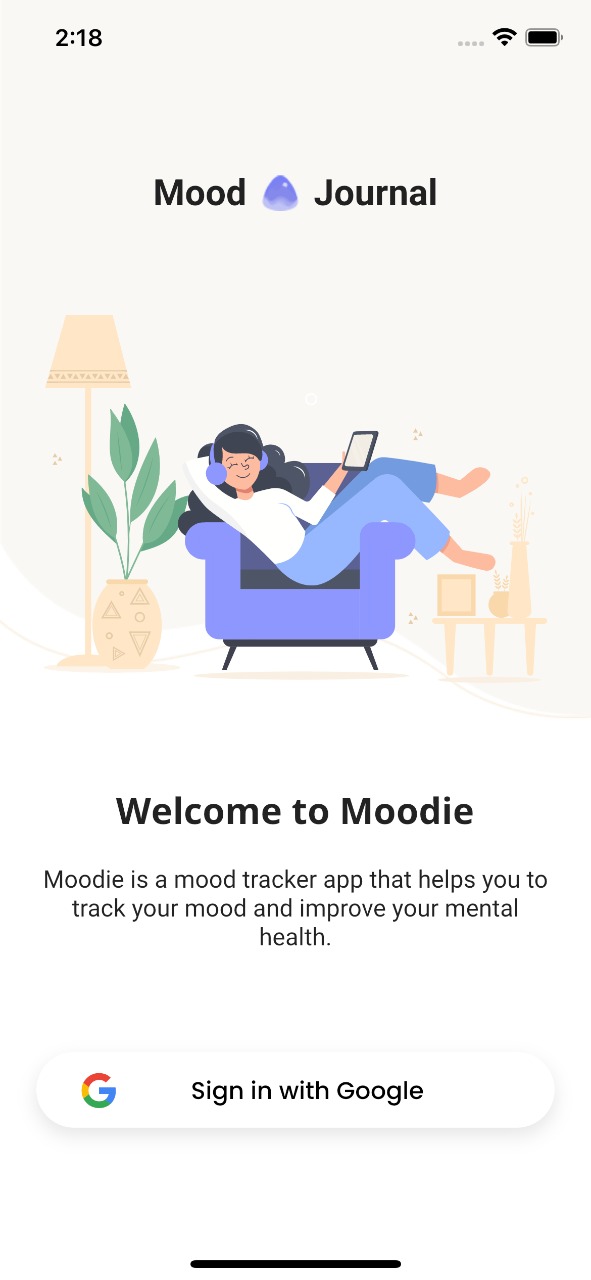 2:18
Mood Journal
Welcome to Moodie
Moodie is a mood tracker app that helps you to
track your mood and improve your mental
health.
Sign in with Google